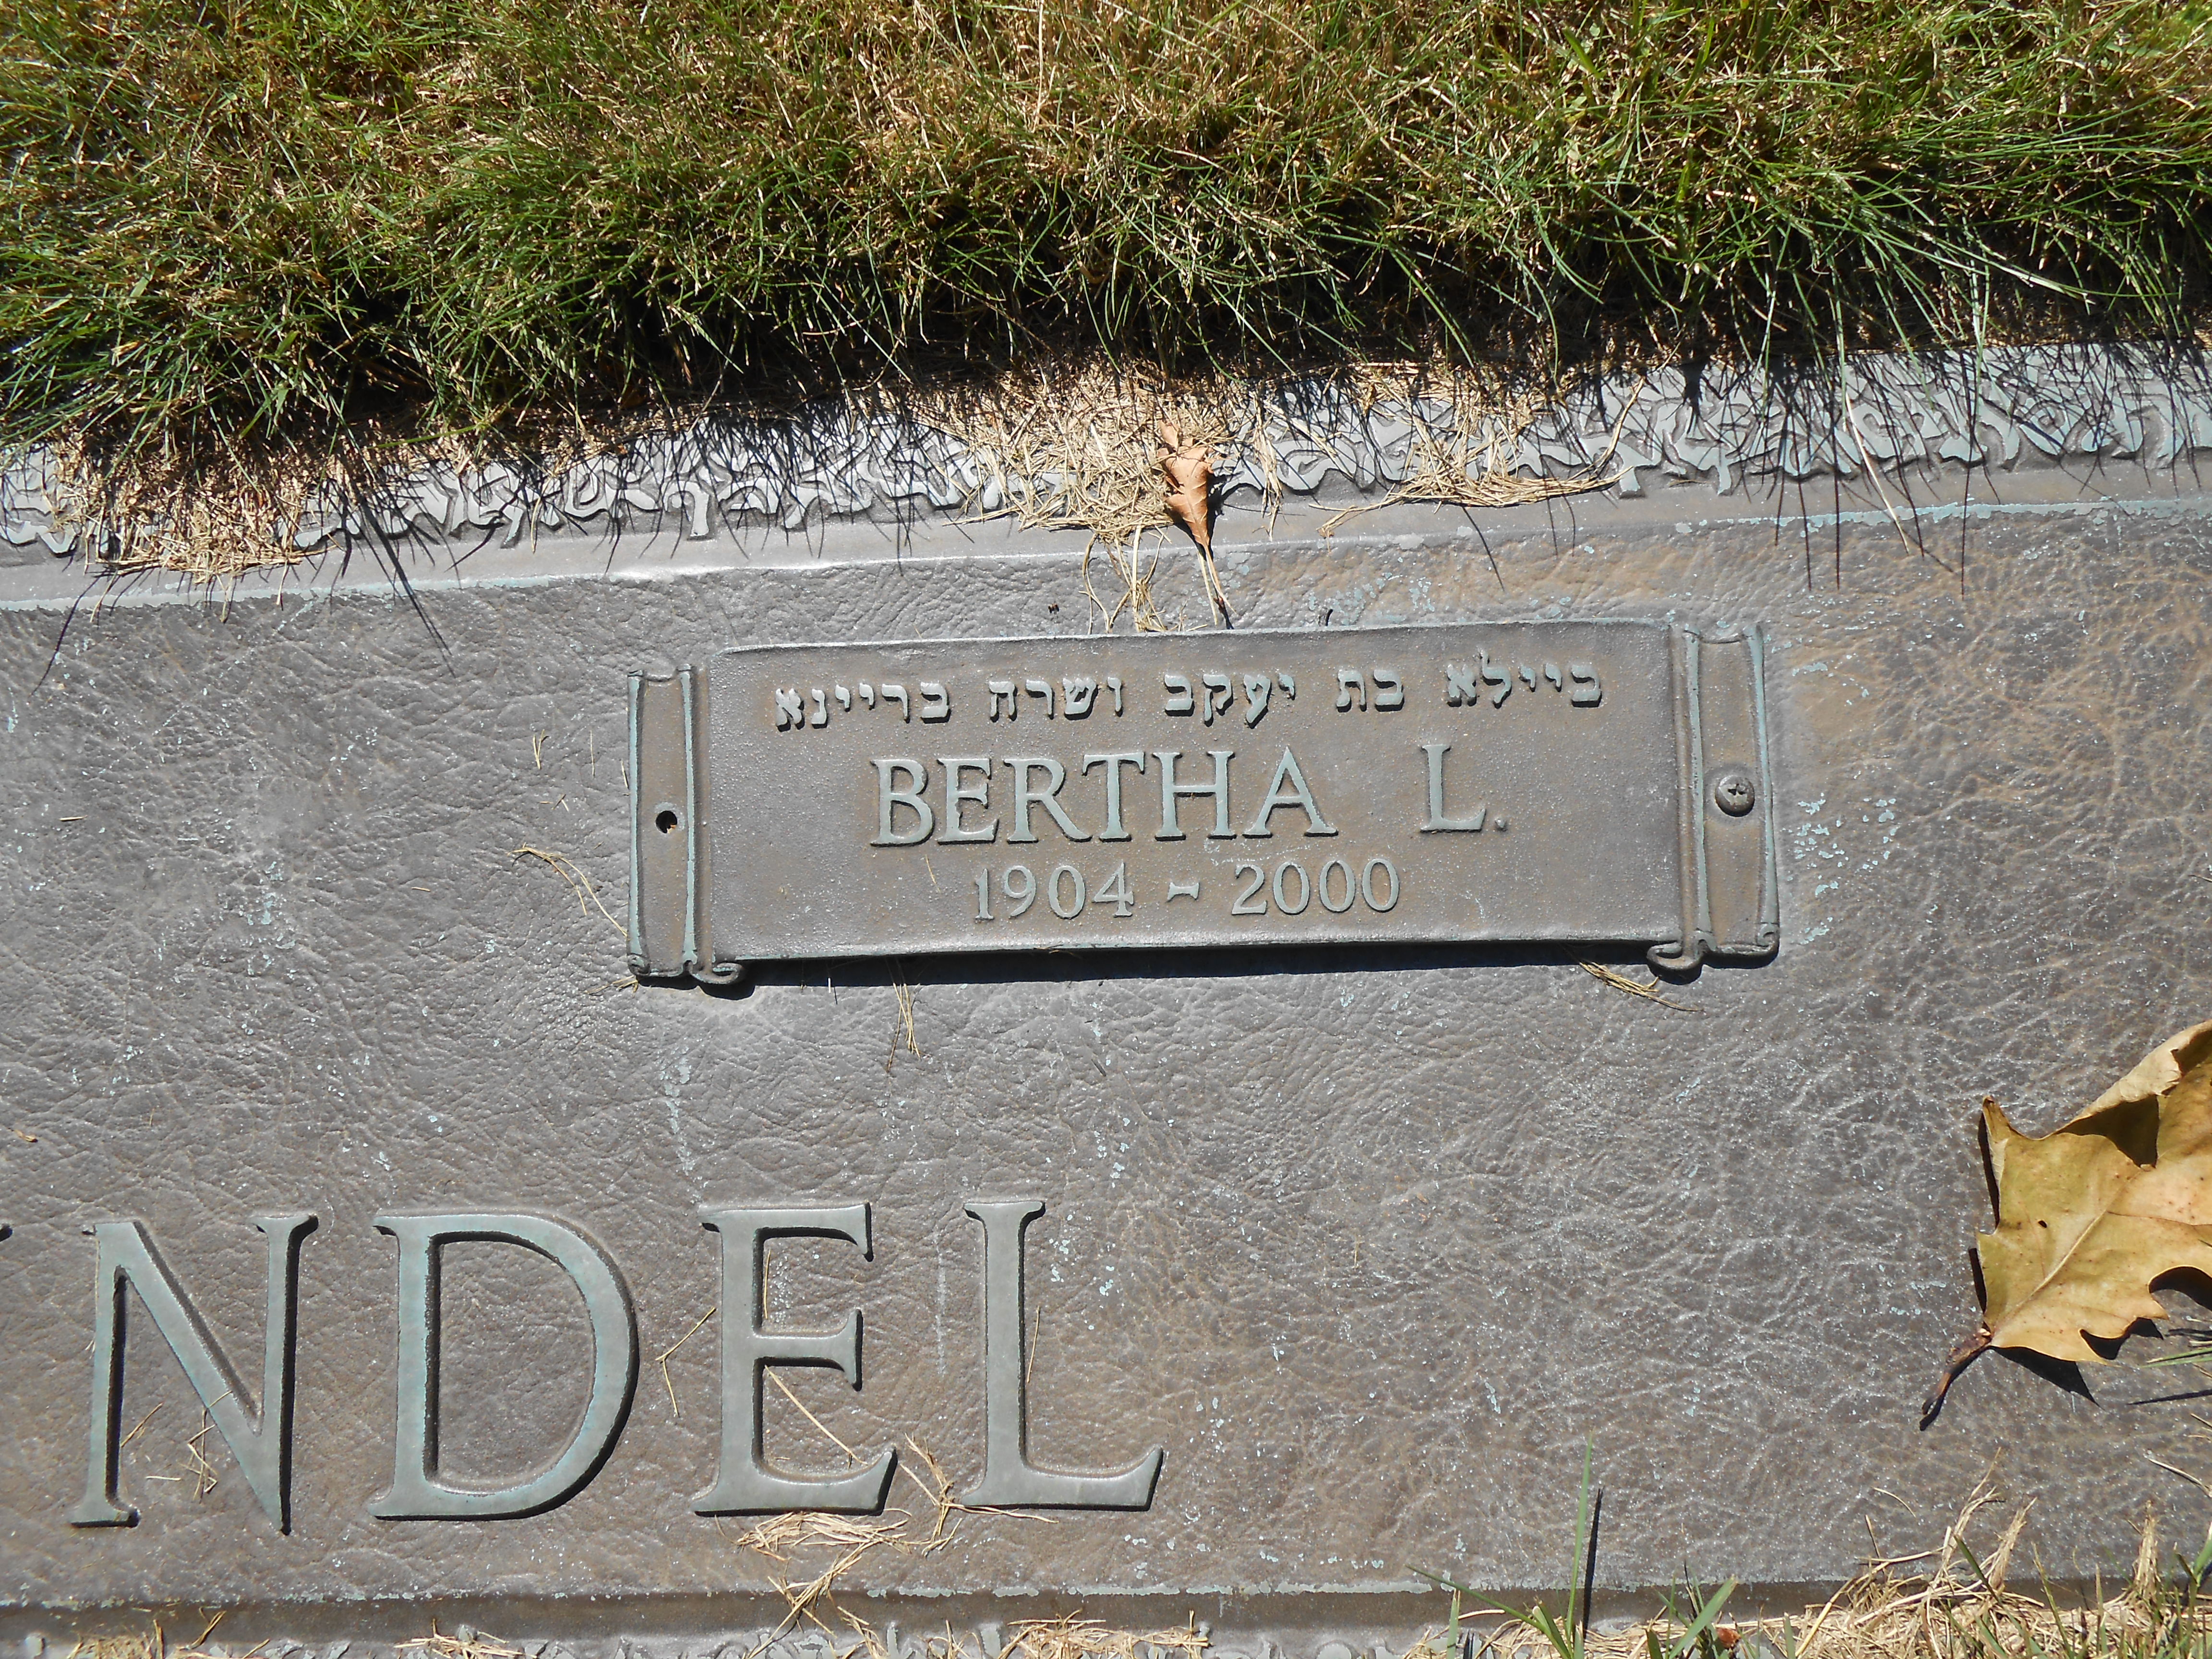 ביילא בת יעקב ושרה בריינא
BERTHA L.
1904 - 2000
NDEL